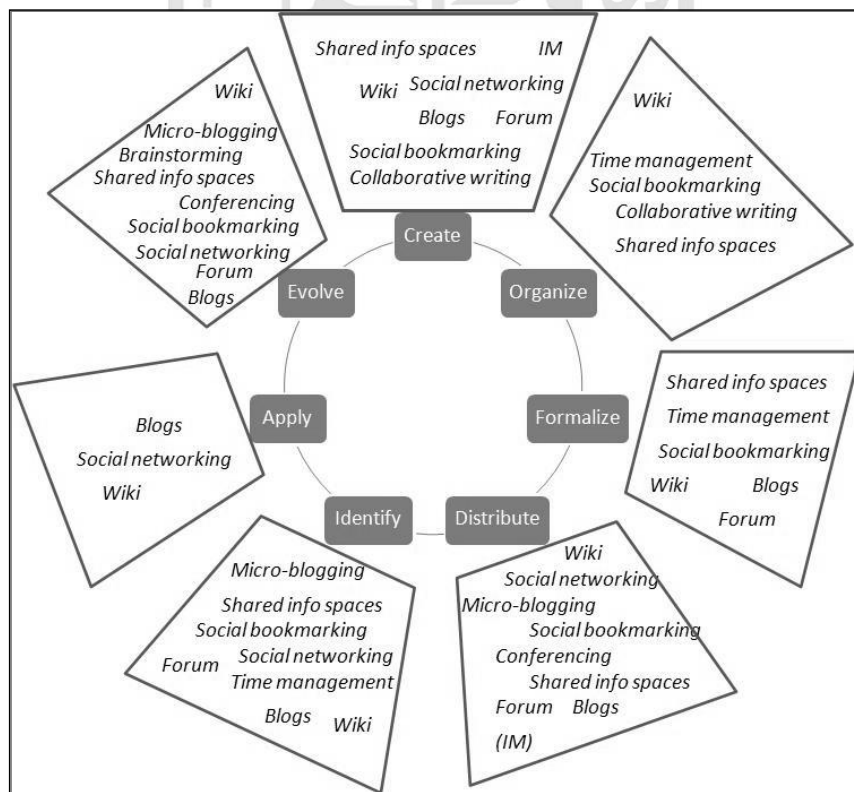 Shared info spaces IM
Social networking
Wiki
Blogs Forum
Social bookmarking
Collaborative writing
Create
Wiki
Time management
Social bookmarking
Collaborative writing
Shared info spaces
Organize
Shared info spaces
Time management
Social bookmarking
Wiki Blogs
Forum
Formalize
Distribute
Wiki
Social networking
Micro-blogging
Social bookmarking
Conferencing
Shared info spaces
Forum Blogs
(IM)
Identify
Micro-blogging
Shared info spaces
Social bookmarking
Social networking
Forum
Time management
Blogs Wiki
Apply
Blogs
Social networking
Wiki
Evolve
Wiki
Micro-blogging
Brainstorming
Shared info spaces
Conferencing
Social bookmarking
Social networking
Forum
Blogs